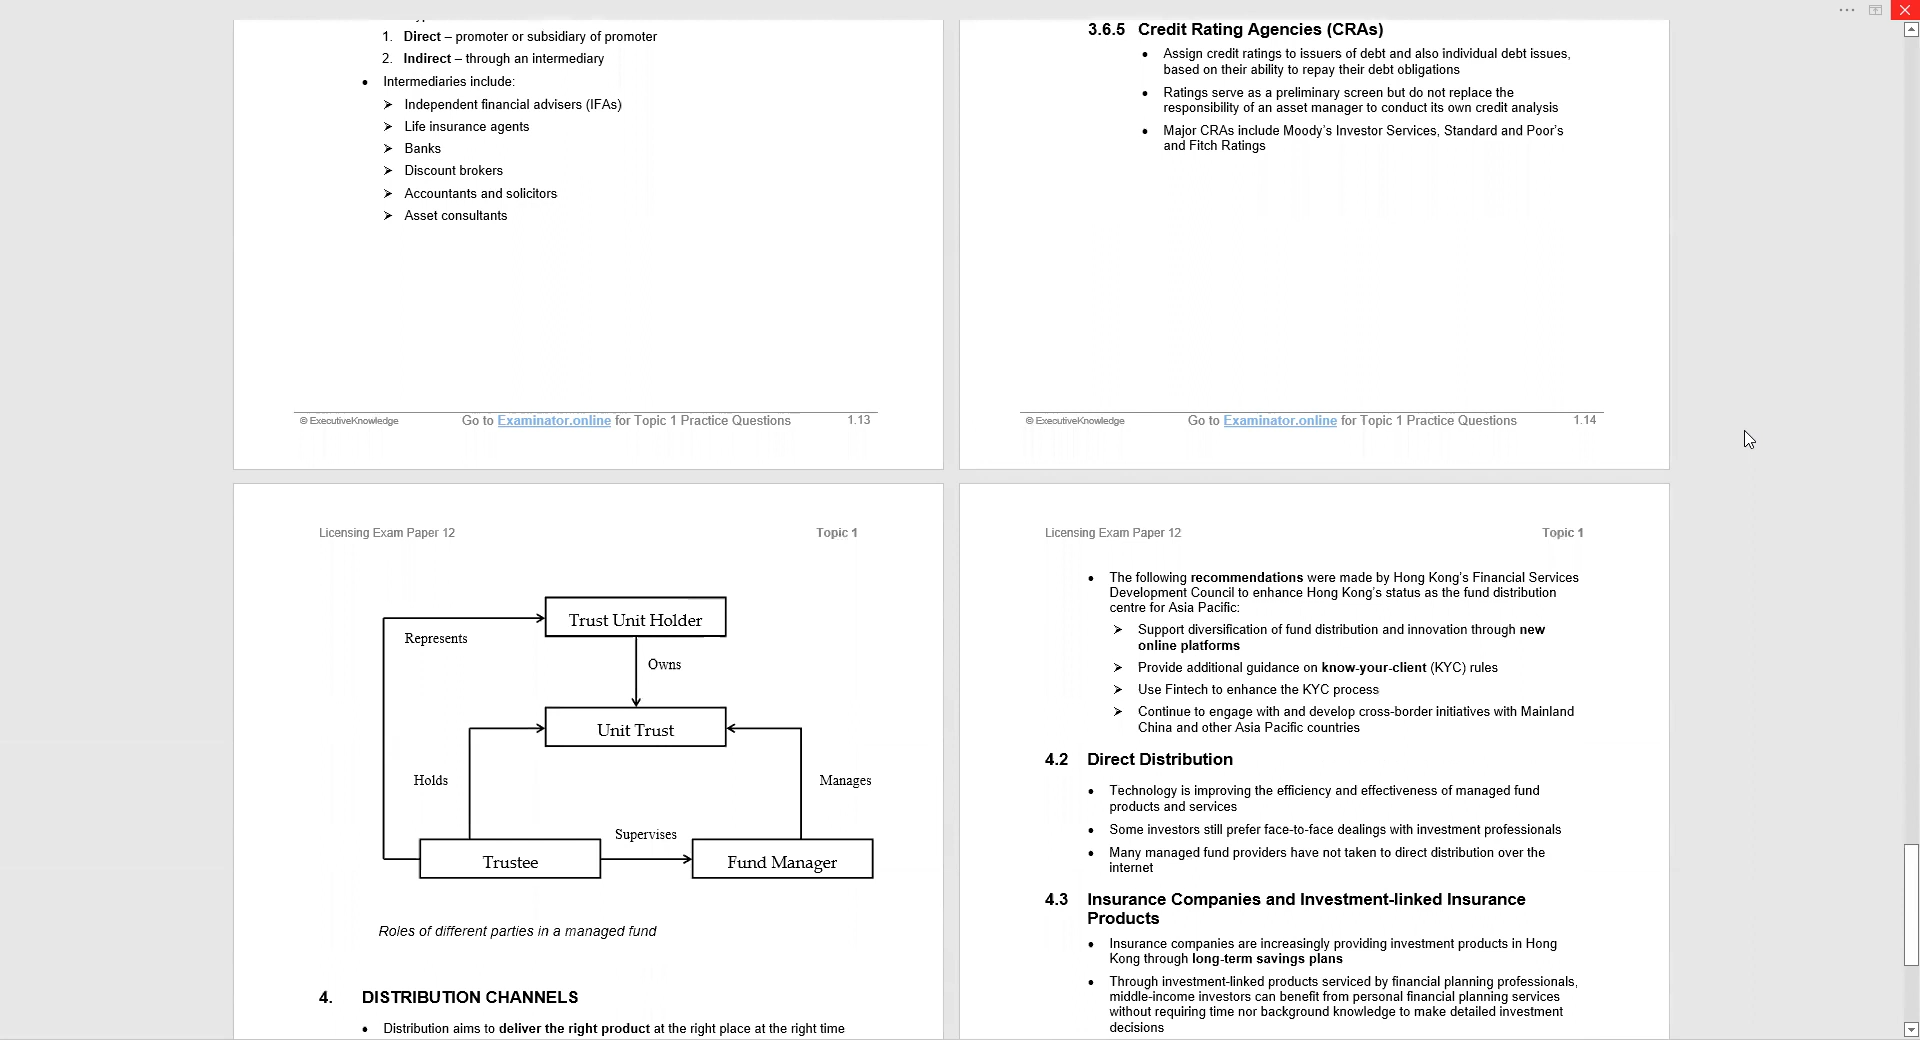 1. Direct – promoter or subsidiary of promoter
2. Indirect – through an intermediary
• Intermediaries include:
➢ Independent financial advisers (IFAs)
➢ Life insurance agents
➢ Banks
➢ Discount brokers
➢ Accountants and solicitors
➢ Asset consultants
© ExecutiveKnowledge Go to Examinator.online for Topic 1 Practice Questions 1.13
3.6.5 Credit Rating Agencies (CRAs)
• Assign credit ratings to issuers of debt and also individual debt issues,
based on their ability to repay their debt obligations
• Ratings serve as a preliminary screen but do not replace the
responsibility of an asset manager to conduct its own credit analysis
• Major CRAs include Moody's Investor Services, Standard and Poor's
and Fitch Ratings
© ExecutiveKnowledge Go to Examinator.online for Topic 1 Practice Questions 1.14
Licensing Exam Paper 12 Topic 1
Trust Unit Holder
Represents
Owns
Unit Trust
Holds
Manages
Supervises
Trustee
Fund Manager
Roles of different parties in a managed fund
4. DISTRIBUTION CHANNELS
• Distribution aims to deliver the right product at the right place at the right time
Licensing Exam Paper 12 Topic 1
• The following recommendations were made by Hong Kong's Financial Services
Development Council to enhance Hong Kong's status as the fund distribution
centre for Asia Pacific:
➢ Support diversification of fund distribution and innovation through new
online platforms
➢ Provide additional guidance on know-your-client (KYC) rules
➢ Use Fintech to enhance the KYC process
➢ Continue to engage with and develop cross-border initiatives with Mainland
China and other Asia Pacific countries
4.2 Direct Distribution
• Technology is improving the efficiency and effectiveness of managed fund
products and services
• Some investors still prefer face-to-face dealings with investment professionals
• Many managed fund providers have not taken to direct distribution over the
internet
4.3 Insurance Companies and Investment-linked Insurance
Products
• Insurance companies are increasingly providing investment products in Hong
Kong through long-term savings plans
• Through investment-linked products serviced by financial planning professionals,
middle-income investors can benefit from personal financial planning services
without requiring time nor background knowledge to make detailed investment
decisions